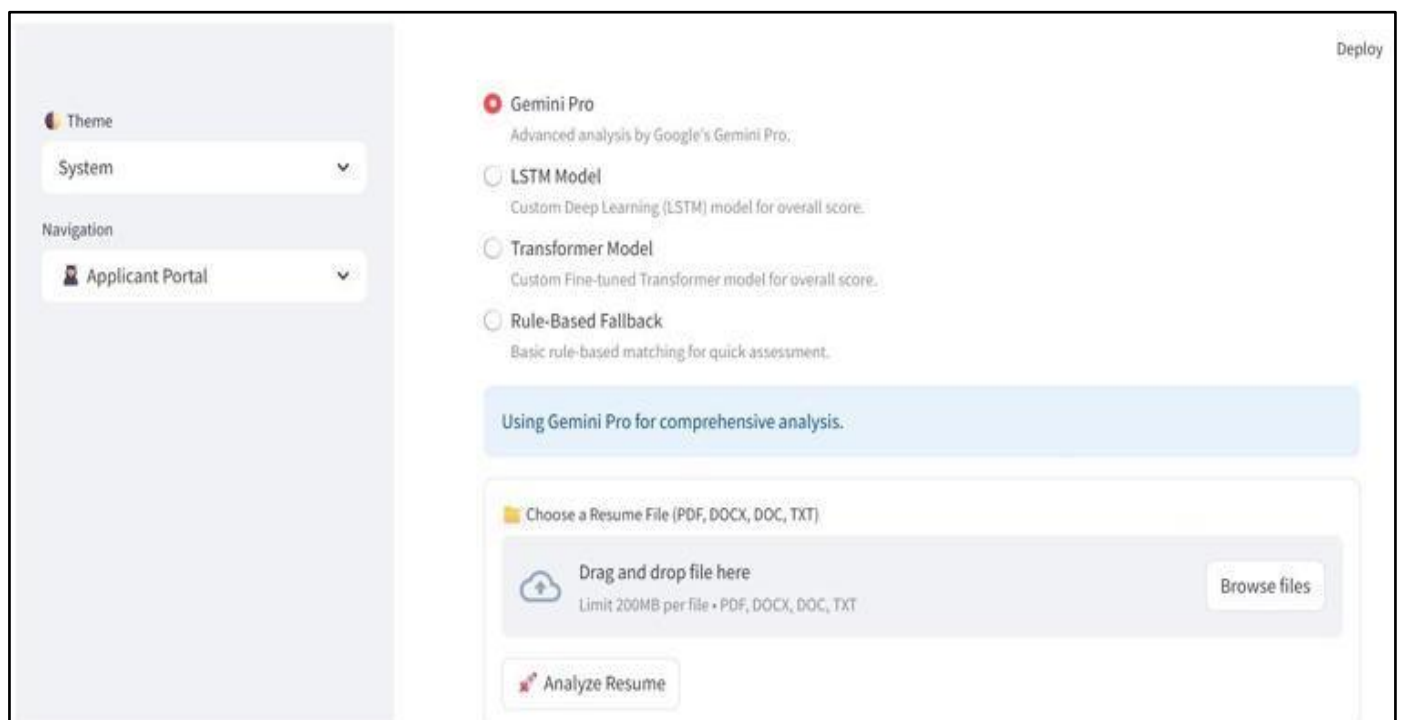 Deploy
Theme
System
Navigation
Applicant Portal
Gemini Pro
Advanced analysis by Google's Gemini Pro.
LSTM Model
Custom Deep Learning (LSTM) model for overall score.
Transformer Model
Custom Fine-tuned Transformer model for overall score.
Rule-Based Fallback
Basic rule-based matching for quick assessment.
Using Gemini Pro for comprehensive analysis.
Choose a Resume File (PDF, DOCX, DOC, TXT)
Drag and drop file here
Limit 200MB per file • PDF, DOCX, DOC, TXT
Browse files
Analyze Resume